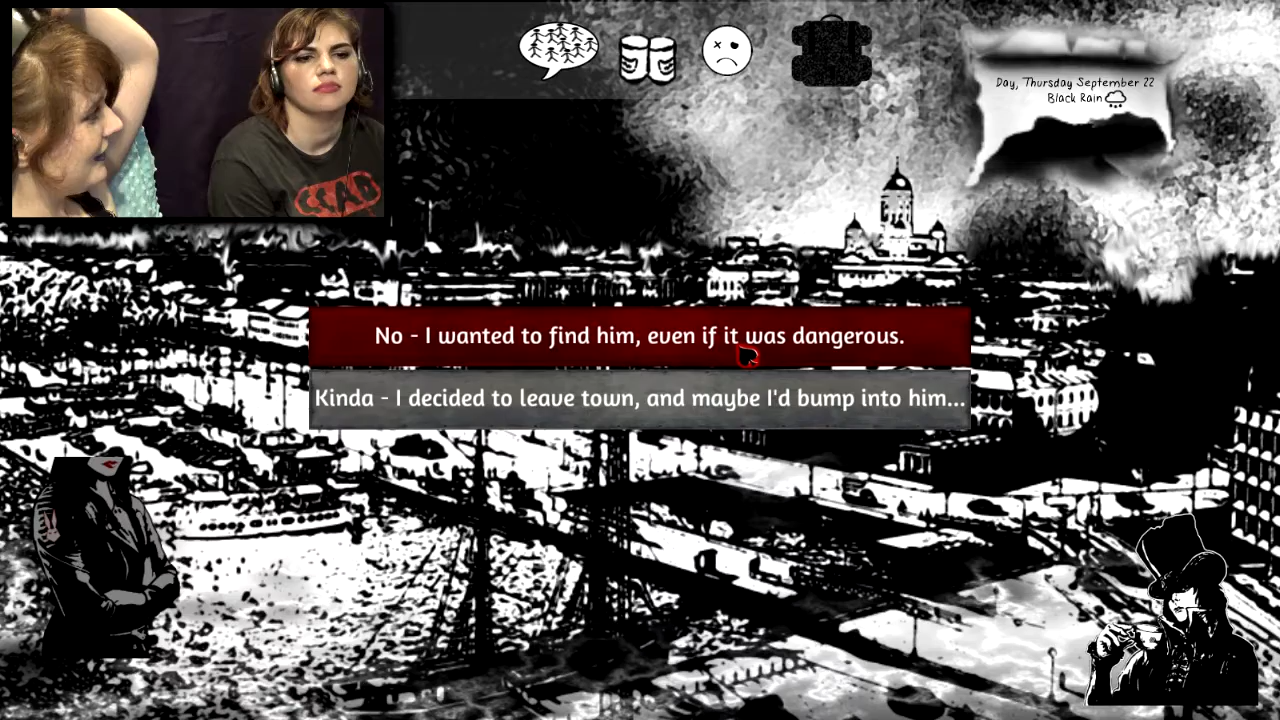 Day, Thursday September 22
Black Rain
CCAD
No - I wanted to find him, even if it was dangerous.
Kinda - I decided to leave town, and maybe I'd bump into him...